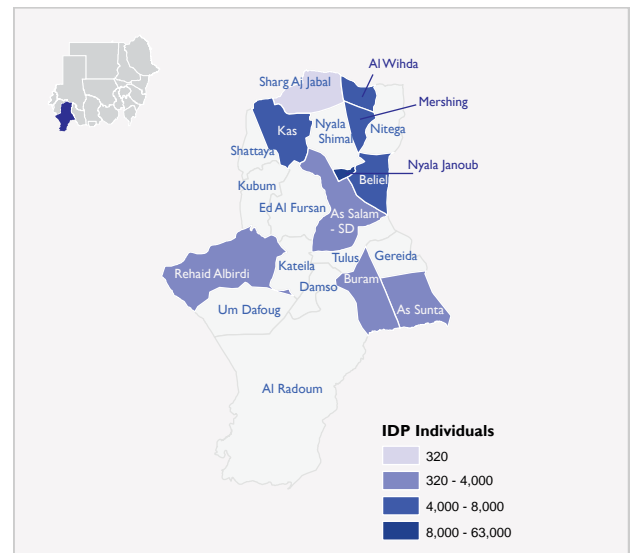 Al Wihda
Sharg Aj Jabal
Mershing
Nyala
Shimal
Nitega
Kas
Shattaya
Nyala Janoub
Beliel
Kubum
Ed Al Fursan
As Salam
- SD
Tulus
Gereida
Rehaid Albirdi
Kateila
Buram
Damso
As Sunta
Um Dafoug
Al Radoum
IDP Individuals
320
320 - 4,000
4,000 - 8,000
8,000 - 63,000